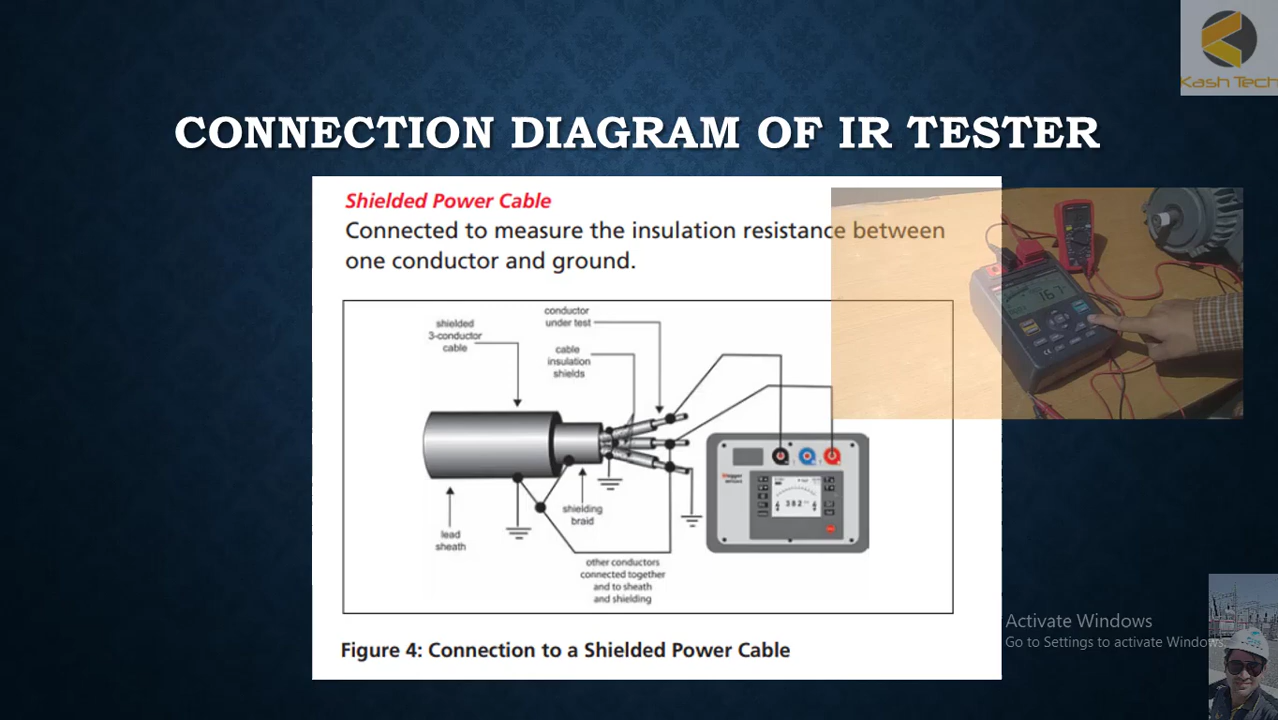 Kash Tech
CONNECTION DIAGRAM OF IR TESTER
Shielded Power Cable
Connected to measure the insulation resistance between
one conductor and ground.
shielded
3-conductor
cable
conductor
under test
cable
insulation
shields
lead
sheath
shielding
braid
other conductors
connected together
and to sheath
and shielding
382
167
Figure 4: Connection to a Shielded Power Cable
Activate Windows
Go to Settings to activate Windows.